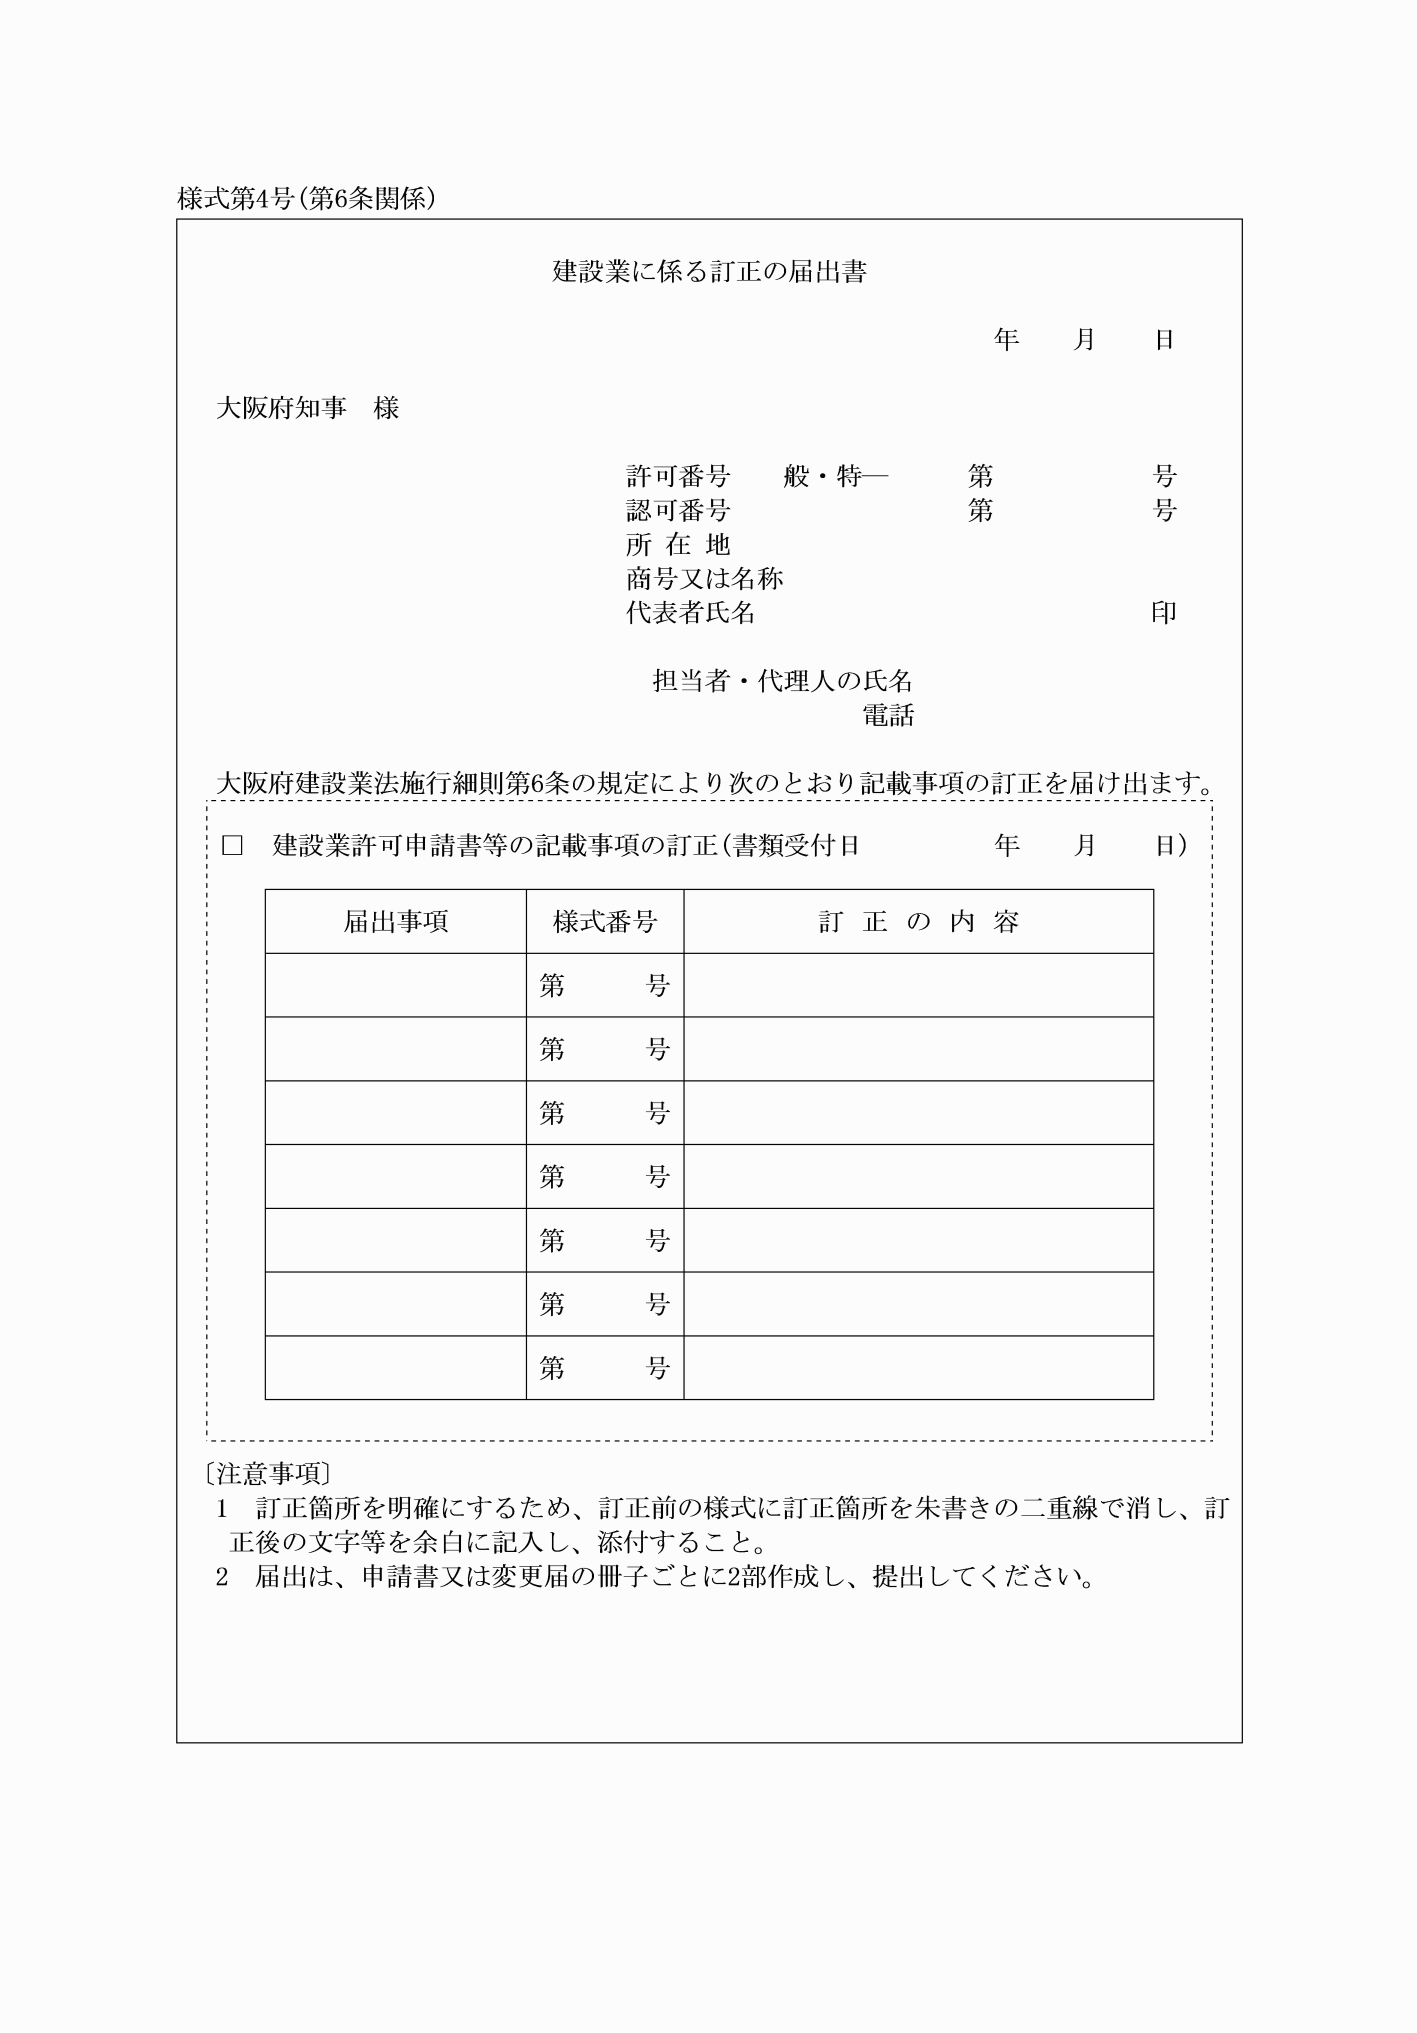 様式第4号(第6条関係)
建設業に係る訂正の届出書
年　　月　　日
大阪府知事　様
許可番号　　般・特―　　　第　　　　　　号
認可番号　　　　　　　　　第　　　　　　号
所 在 地
商号又は名称
代表者氏名　　　　　　　　　　　　　　　印
担当者・代理人の氏名
電話
大阪府建設業法施行細則第6条の規定により次のとおり記載事項の訂正を届け出ます。
□　建設業許可申請書等の記載事項の訂正(書類受付日　　　　　年　　月　　日)
届出事項　様式番号　訂 正 の 内 容
第　　　号
第　　　号
第　　　号
第　　　号
第　　　号
第　　　号
第　　　号
〔注意事項〕
1　訂正箇所を明確にするため、訂正前の様式に訂正箇所を朱書きの二重線で消し、訂
正後の文字等を余白に記入し、添付すること。
2　届出は、申請書又は変更届の冊子ごとに2部作成し、提出してください。